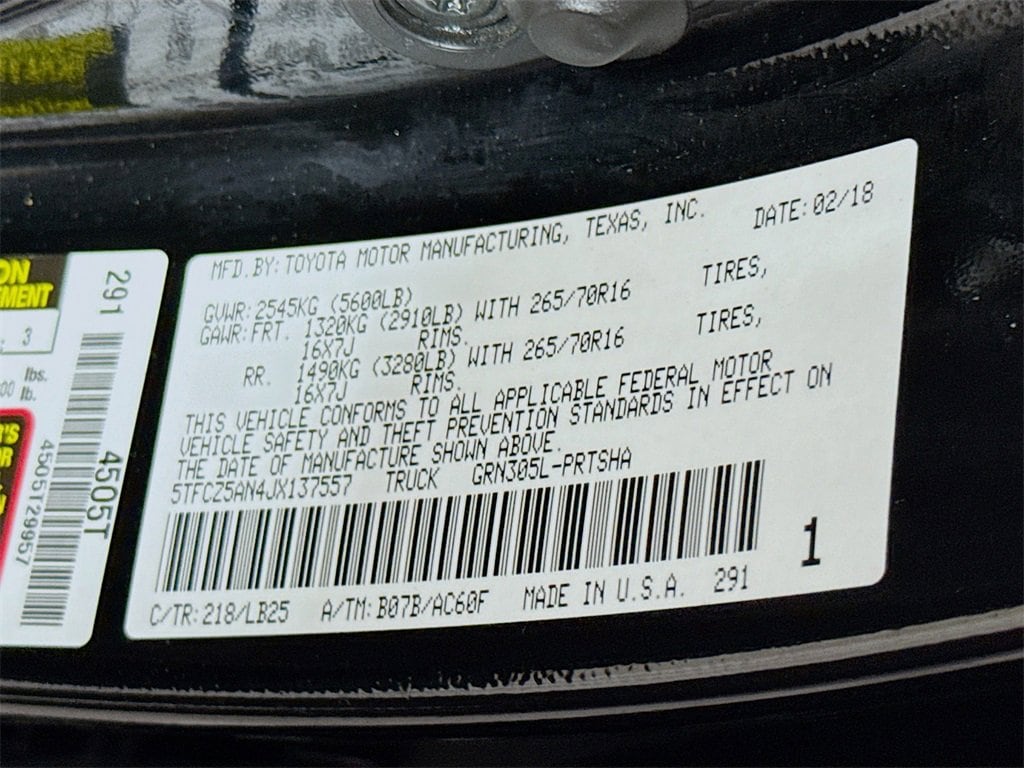 MFD.BY: TOYOTA MOTOR MANUFACTURING, TEXAS, INC. DATE: 02/18
GVWR: 2545KG (5600LB)
GAWR: FRT. 1320KG (2910LB) WITH 265/70R16 TIRES,
16X7J RIMS.
RR. 1490KG (3280LB) WITH 265/70R16 TIRES,
16X7J RIMS.
THIS VEHICLE CONFORMS TO ALL APPLICABLE FEDERAL MOTOR
VEHICLE SAFETY AND THEFT PREVENTION STANDARDS IN EFFECT ON
THE DATE OF MANUFACTURE SHOWN ABOVE.
5TFCZ5AN4JX137557 TRUCK GRN305L-PRTSHA
1
C/TR: 218/LB25 A/TM: B07B/AC60F MADE IN U.S.A. 291
3
lbs.
lb.
291
4505T
4505T29957